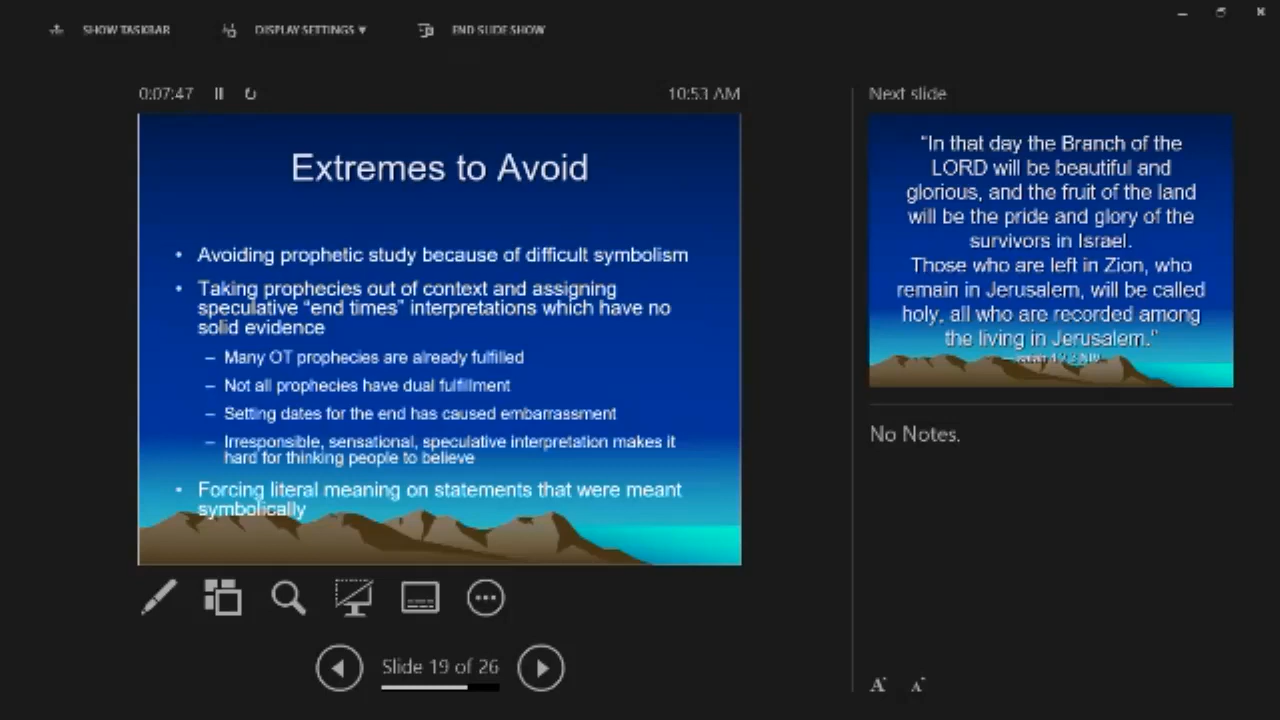 SHOW TASKBAR
DISPLAY SETTINGS ▼
END SLIDE SHOW
0:07:47
10:53 AM
Extremes to Avoid
• Avoiding prophetic study because of difficult symbolism
• Taking prophecies out of context and assigning
speculative “end times” interpretations which have no
solid evidence
– Many OT prophecies are already fulfilled
– Not all prophecies have dual fulfillment
– Setting dates for the end has caused embarrassment
– Irresponsible, sensational, speculative interpretation makes it
hard for thinking people to believe
• Forcing literal meaning on statements that were meant
symbolically
Slide 19 of 26
Next slide
“In that day the Branch of the
LORD will be beautiful and
glorious, and the fruit of the land
will be the pride and glory of the
survivors in Israel.
Those who are left in Zion, who
remain in Jerusalem, will be called
holy, all who are recorded among
the living in Jerusalem.”
No Notes.
A
A